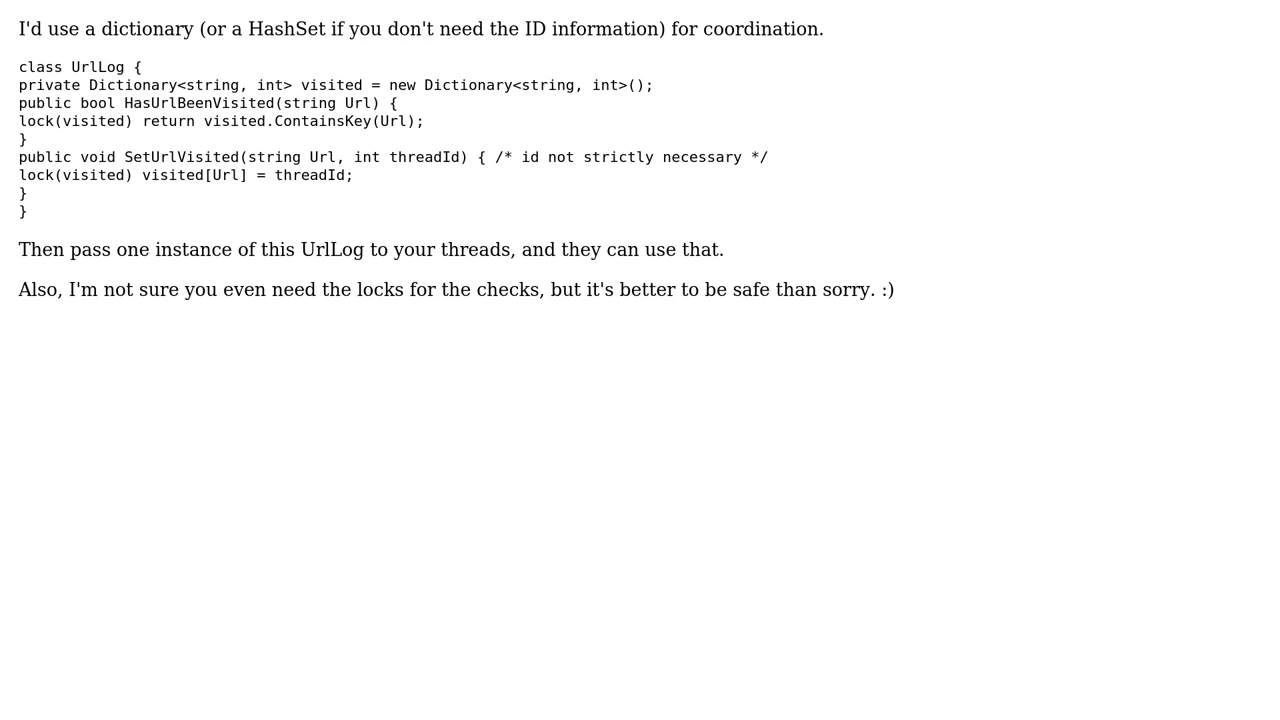 I'd use a dictionary (or a HashSet if you don't need the ID information) for coordination.
class UrlLog {
private Dictionary<string, int> visited = new Dictionary<string, int>();
public bool HasUrlBeenVisited(string Url) {
lock(visited) return visited.ContainsKey(Url);
}
public void SetUrlVisited(string Url, int threadId) { /* id not strictly necessary */
lock(visited) visited[Url] = threadId;
}
}
Then pass one instance of this UrlLog to your threads, and they can use that.
Also, I'm not sure you even need the locks for the checks, but it's better to be safe than sorry. :)